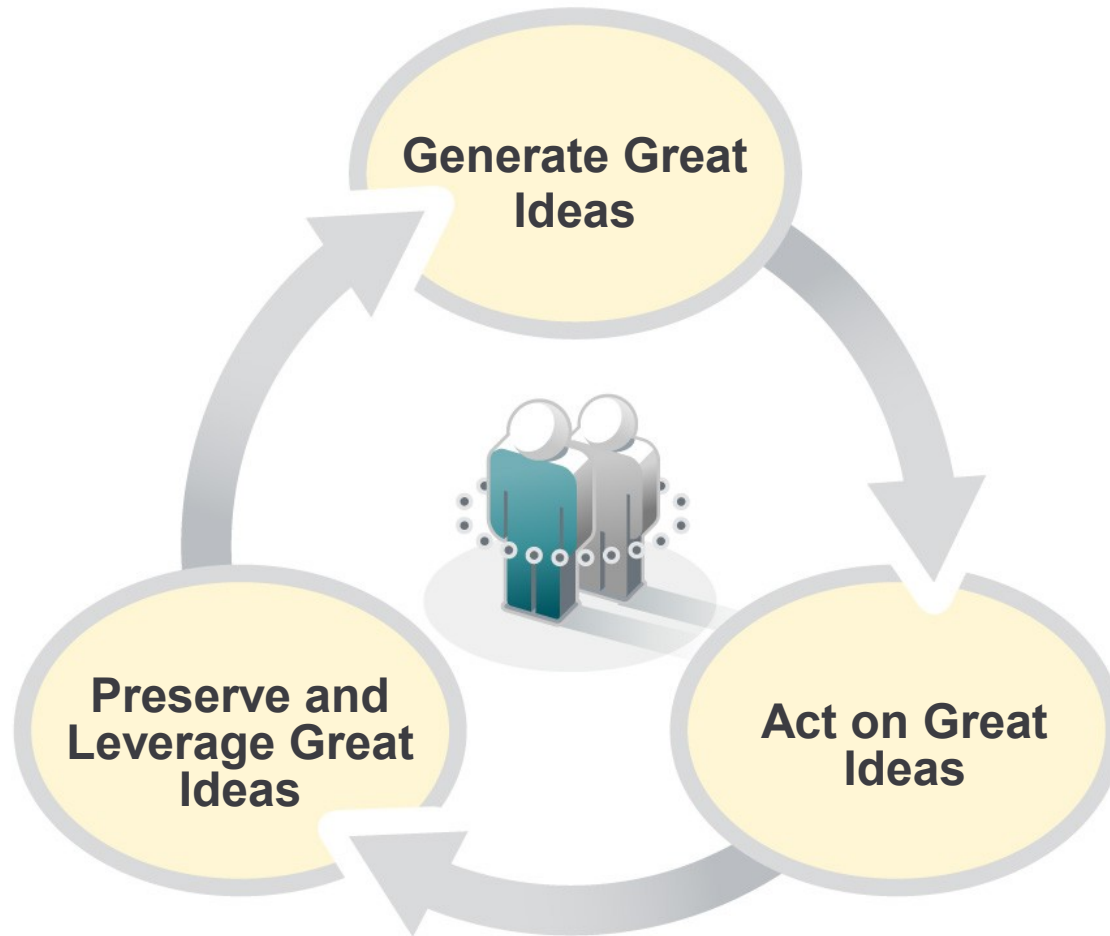 Generate Great
Ideas
Preserve and
Leverage Great
Ideas
Act on Great
Ideas